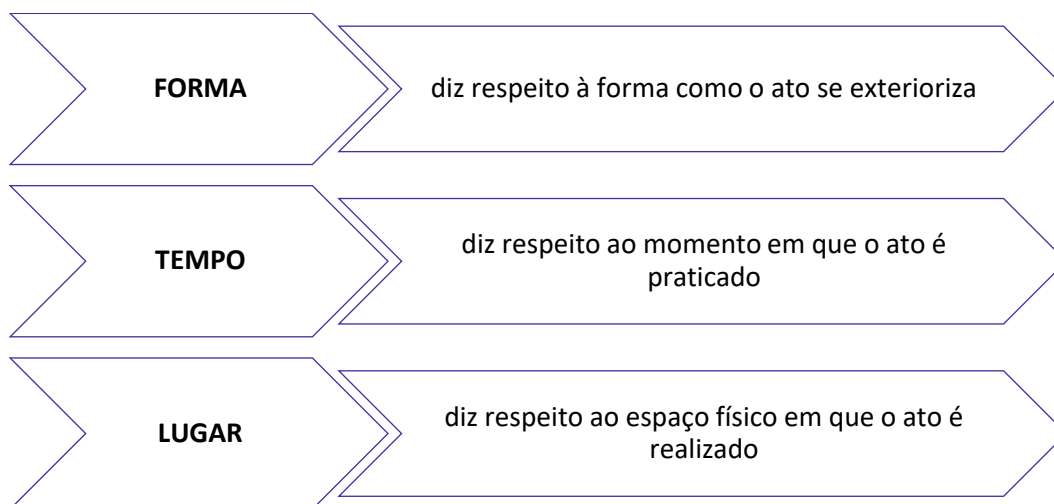 FORMA
diz respeito à forma como o ato se exterioriza
TEMPO
diz respeito ao momento em que o ato é
praticado
LUGAR
diz respeito ao espaço físico em que o ato é
realizado